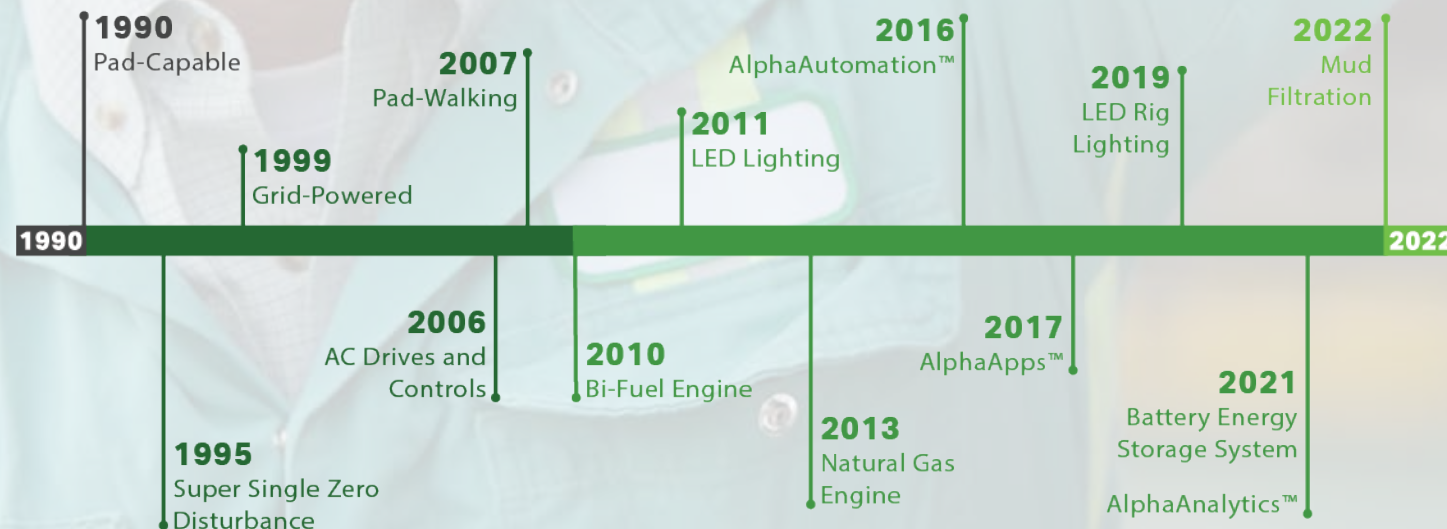 1990
Pad-Capable
1999
Grid-Powered
2007
Pad-Walking
2011
LED Lighting
2016
AlphaAutomation™
2019
LED Rig
Lighting
2022
Mud
Filtration
1990
2022
1995
Super Single Zero
Disturbance
2006
AC Drives and
Controls
2010
Bi-Fuel Engine
2013
Natural Gas
Engine
2017
AlphaApps™
2021
Battery Energy
Storage System
AlphaAnalytics™